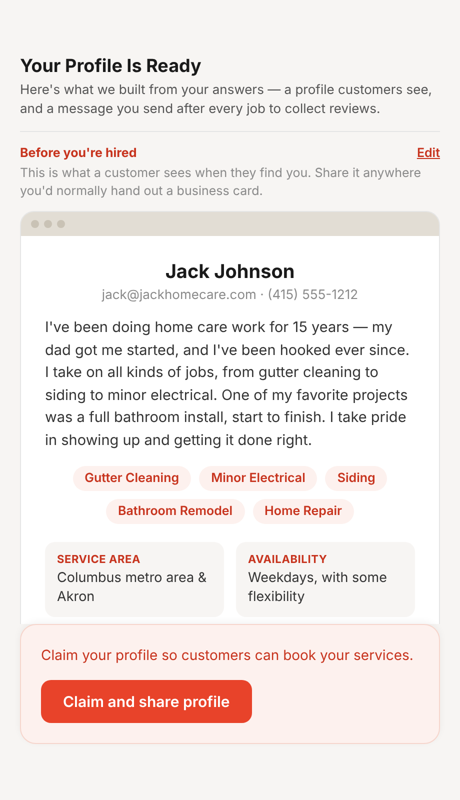 Your Profile Is Ready
Here's what we built from your answers — a profile customers see,
and a message you send after every job to collect reviews.
Before you're hired
Edit
This is what a customer sees when they find you. Share it anywhere
you'd normally hand out a business card.
Jack Johnson
jack@jackhomecare.com · (415) 555-1212
I've been doing home care work for 15 years — my
dad got me started, and I've been hooked ever since.
I take on all kinds of jobs, from gutter cleaning to
siding to minor electrical. One of my favorite projects
was a full bathroom install, start to finish. I take pride
in showing up and getting it done right.
Gutter Cleaning
Minor Electrical
Siding
Bathroom Remodel
Home Repair
SERVICE AREA
Columbus metro area &
Akron
AVAILABILITY
Weekdays, with some
flexibility
Claim your profile so customers can book your services.
Claim and share profile